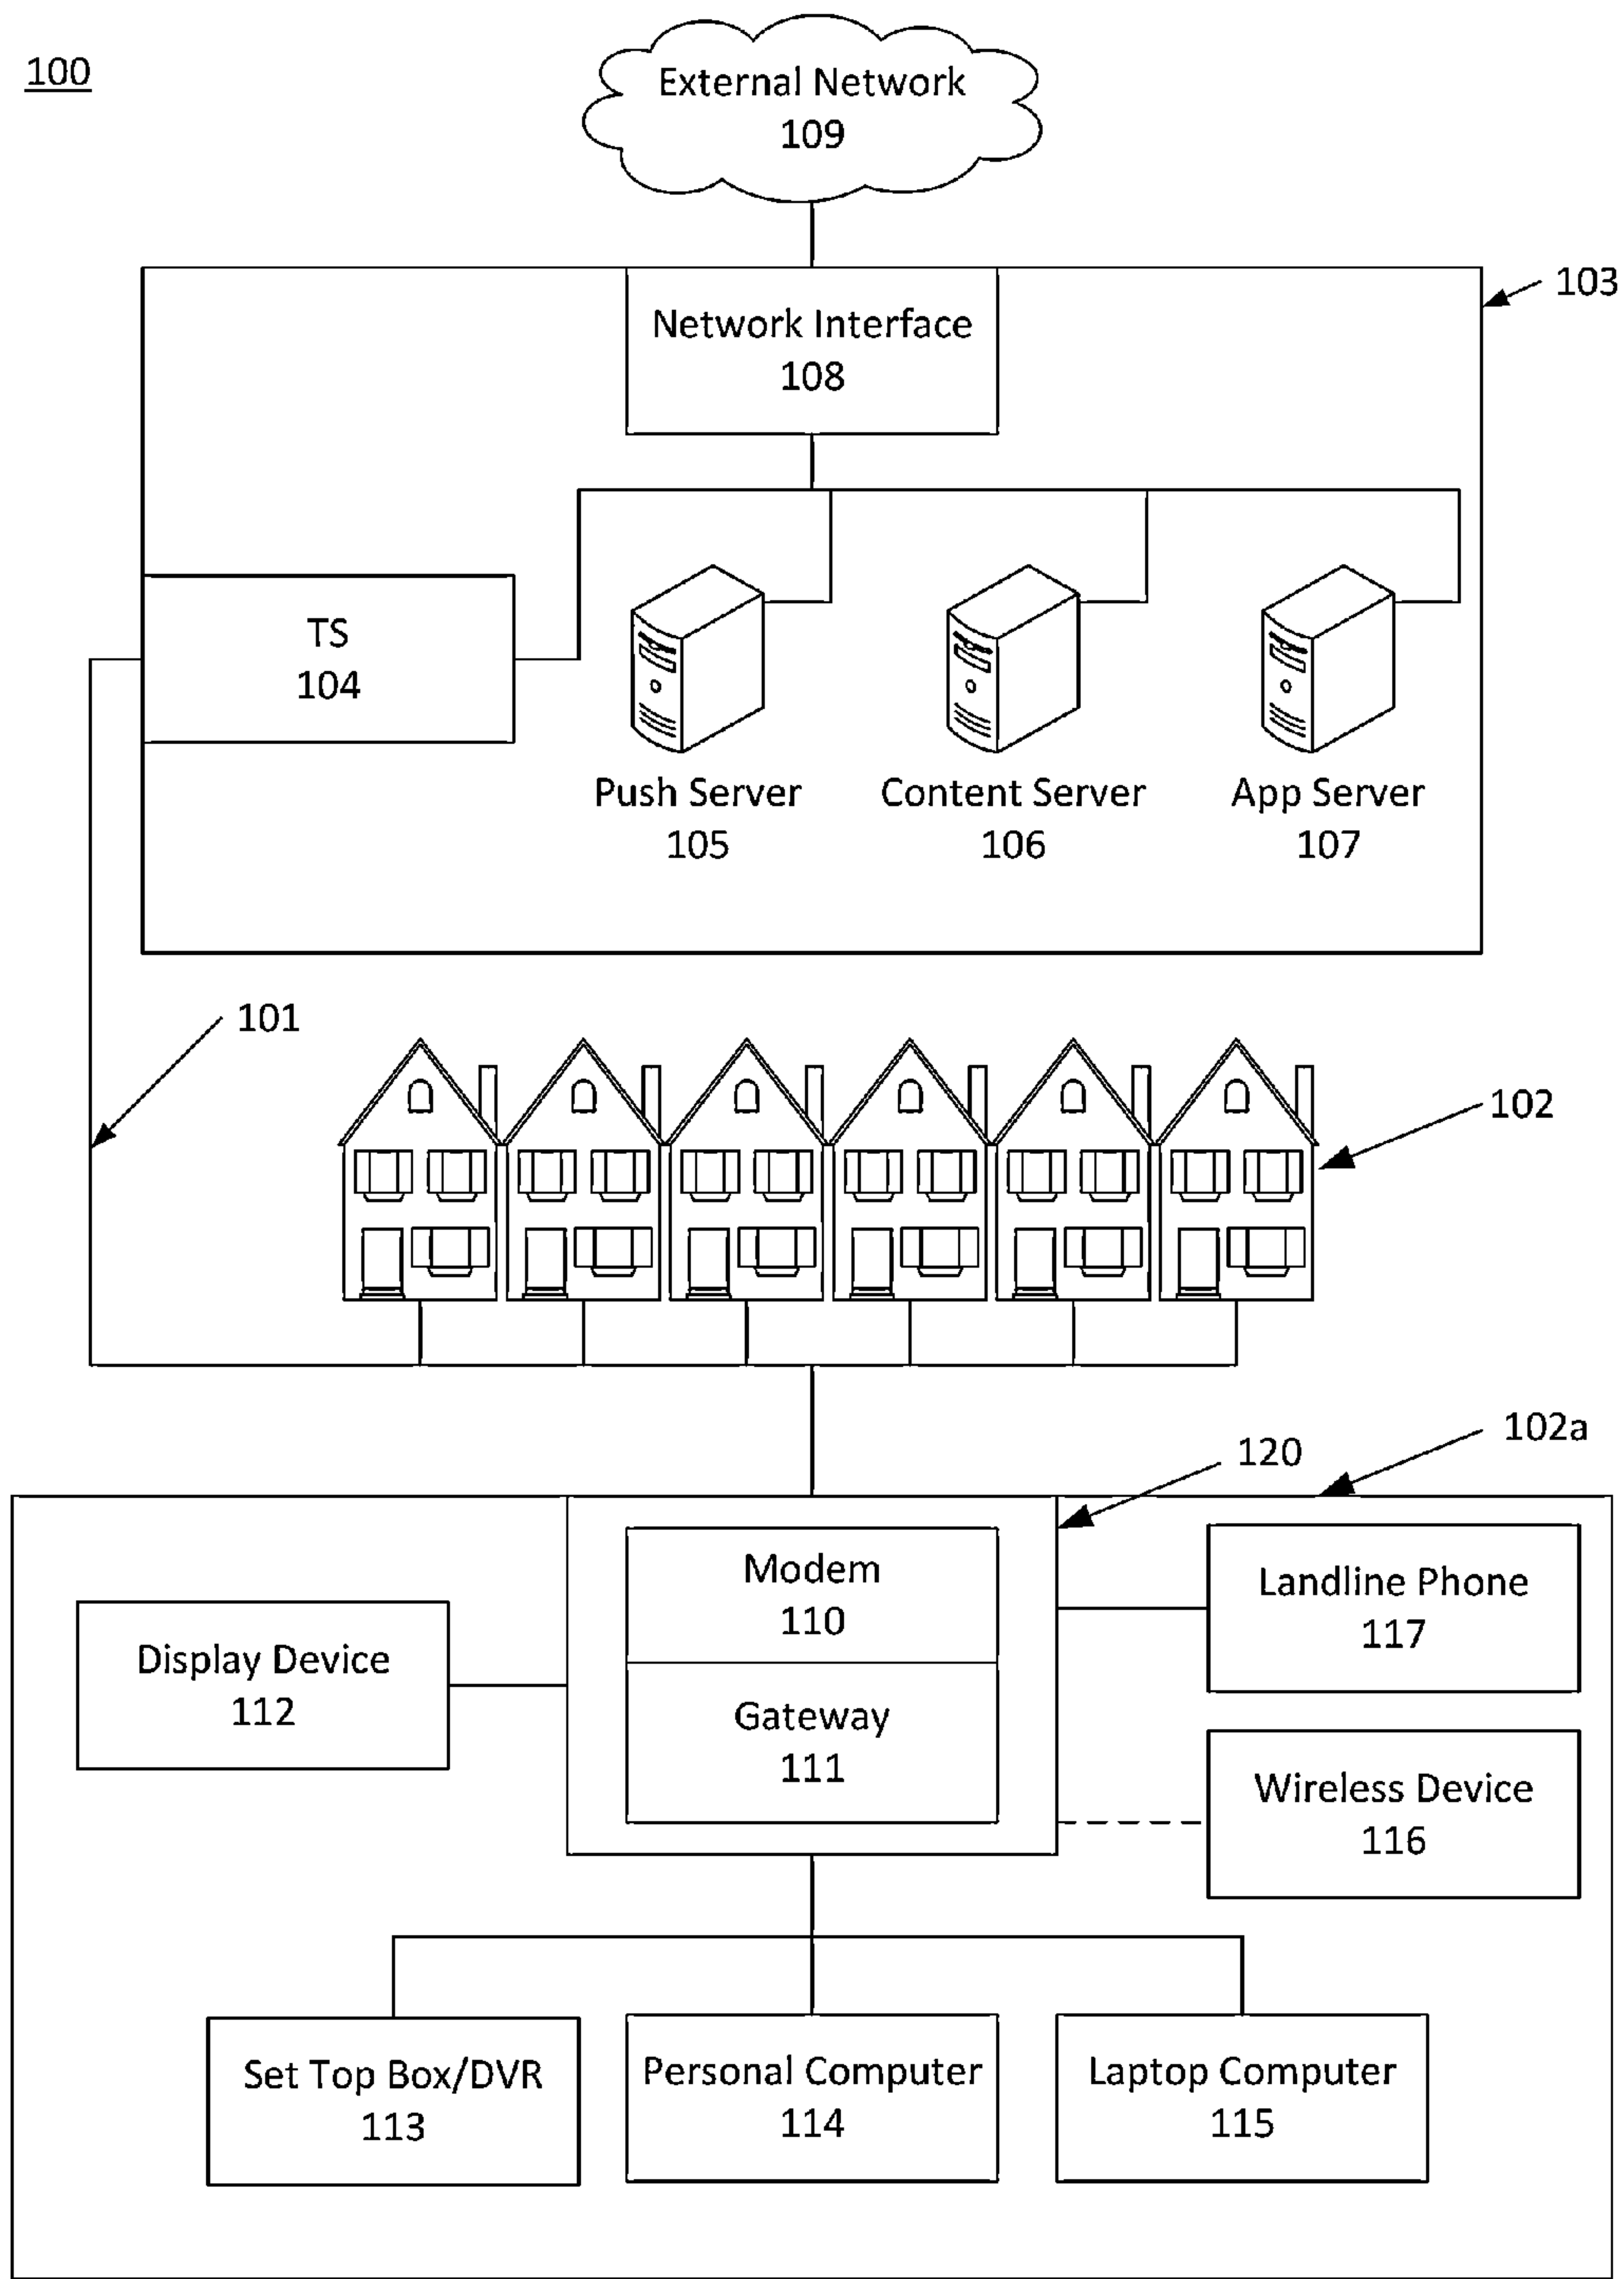 100
External Network
109
103
Network Interface
108
TS
104
Push Server
105
Content Server
106
App Server
107
101
102
102a
120
Modem
110
Landline Phone
117
Display Device
112
Gateway
111
Wireless Device
116
Set Top Box/DVR
113
Personal Computer
114
Laptop Computer
115